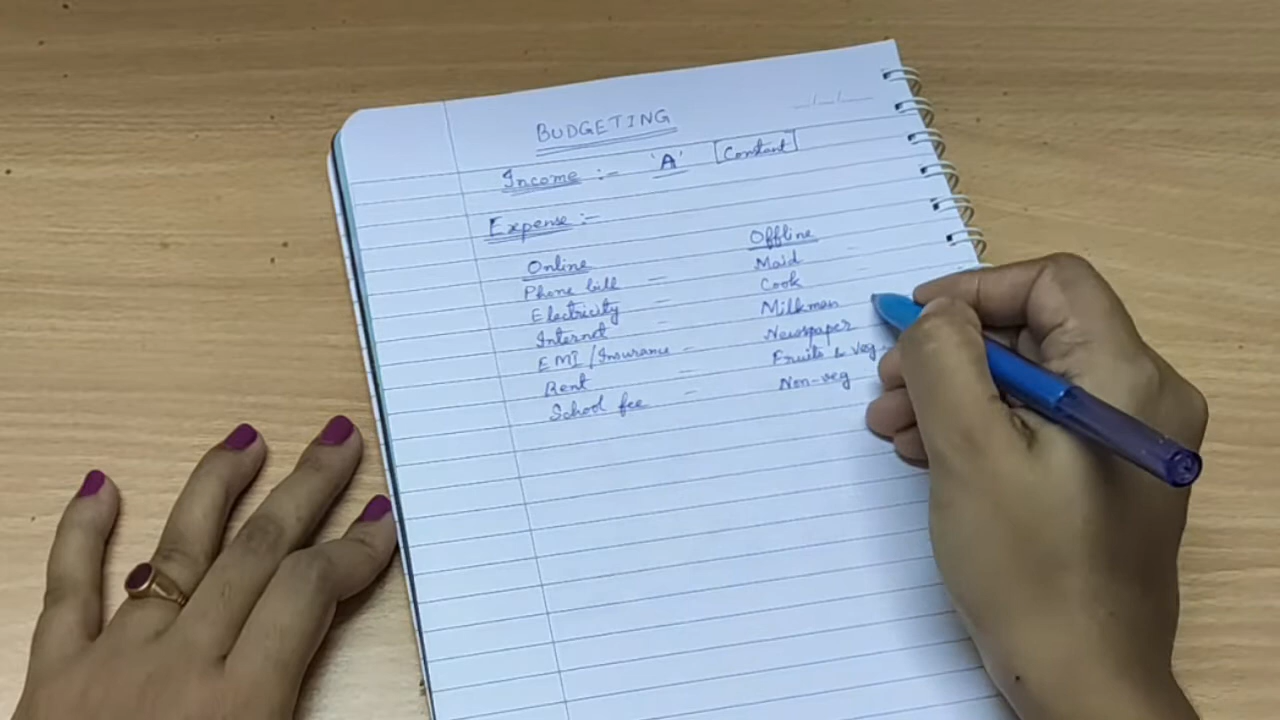 BUDGETING
Income :- 'A' [Constant]
Expense :-
Online Offline
Phone bill — Maid —
Electricity — Cook —
Internet — Milkman
EMI/Insurance — Newspaper
Rent — Fruits & veg -
School fee — Non-veg